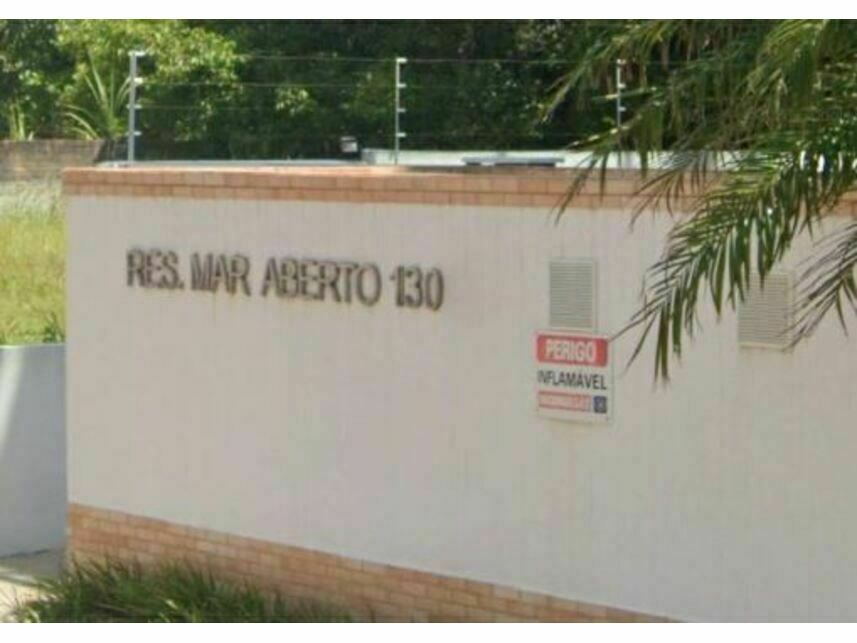 RES. MAR ABERTO 130
PERIGO
INFLAMÁVEL